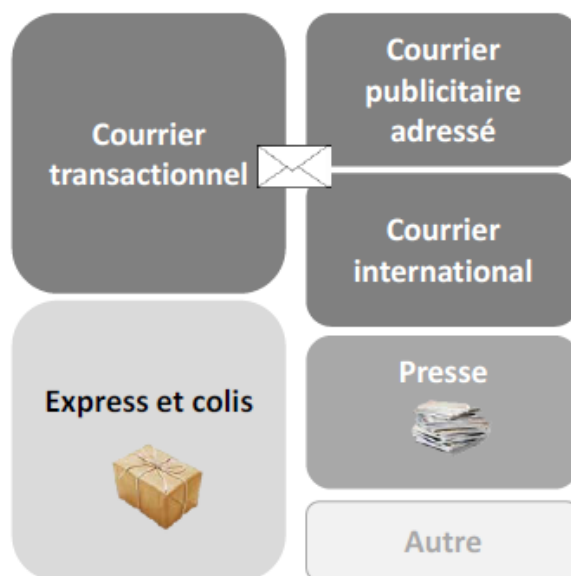 Courrier
transactionnel
Courrier
publicitaire
adressé
Courrier
international
Express et colis
Presse
Autre